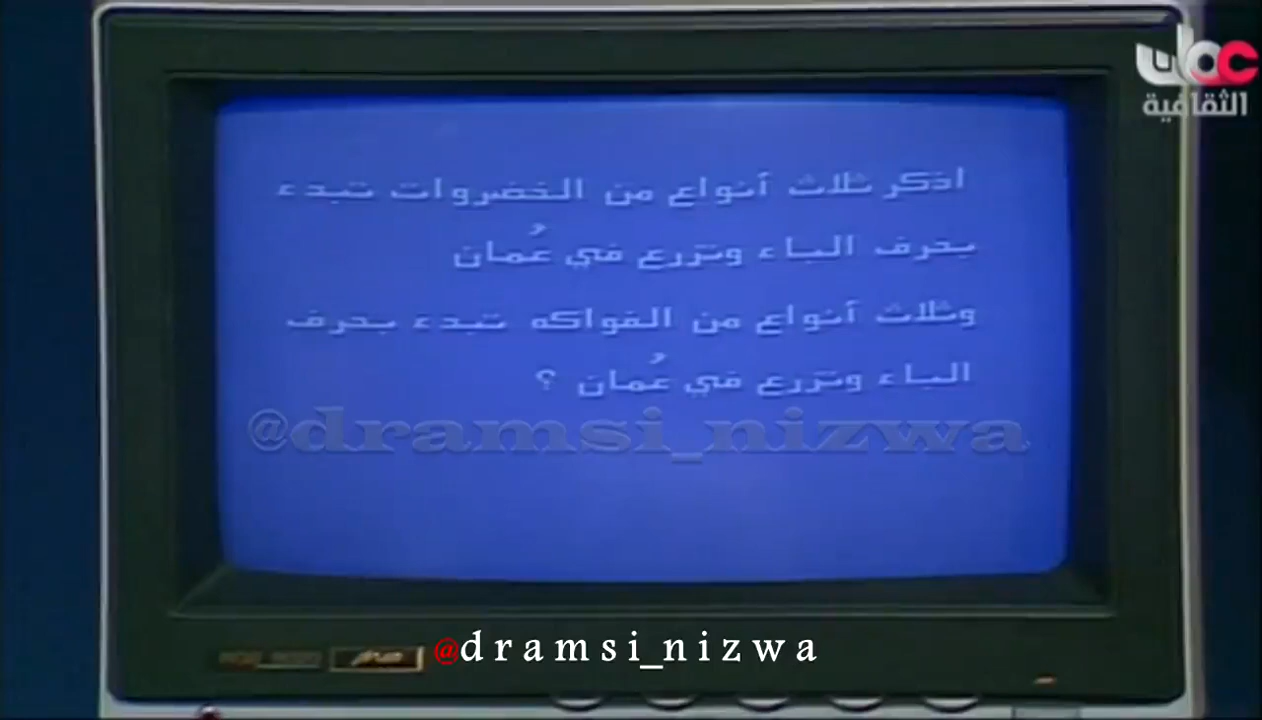 الثقافية
اذكر ثلاث أنواع من الخضروات تبدء
بحرف الباء وتزرع في عُمان
وثلاث أنواع من الفواكه تبدء بحرف
الباء وتزرع في عُمان ؟
@dramsi_nizwa
@dramsi_nizwa
صخر